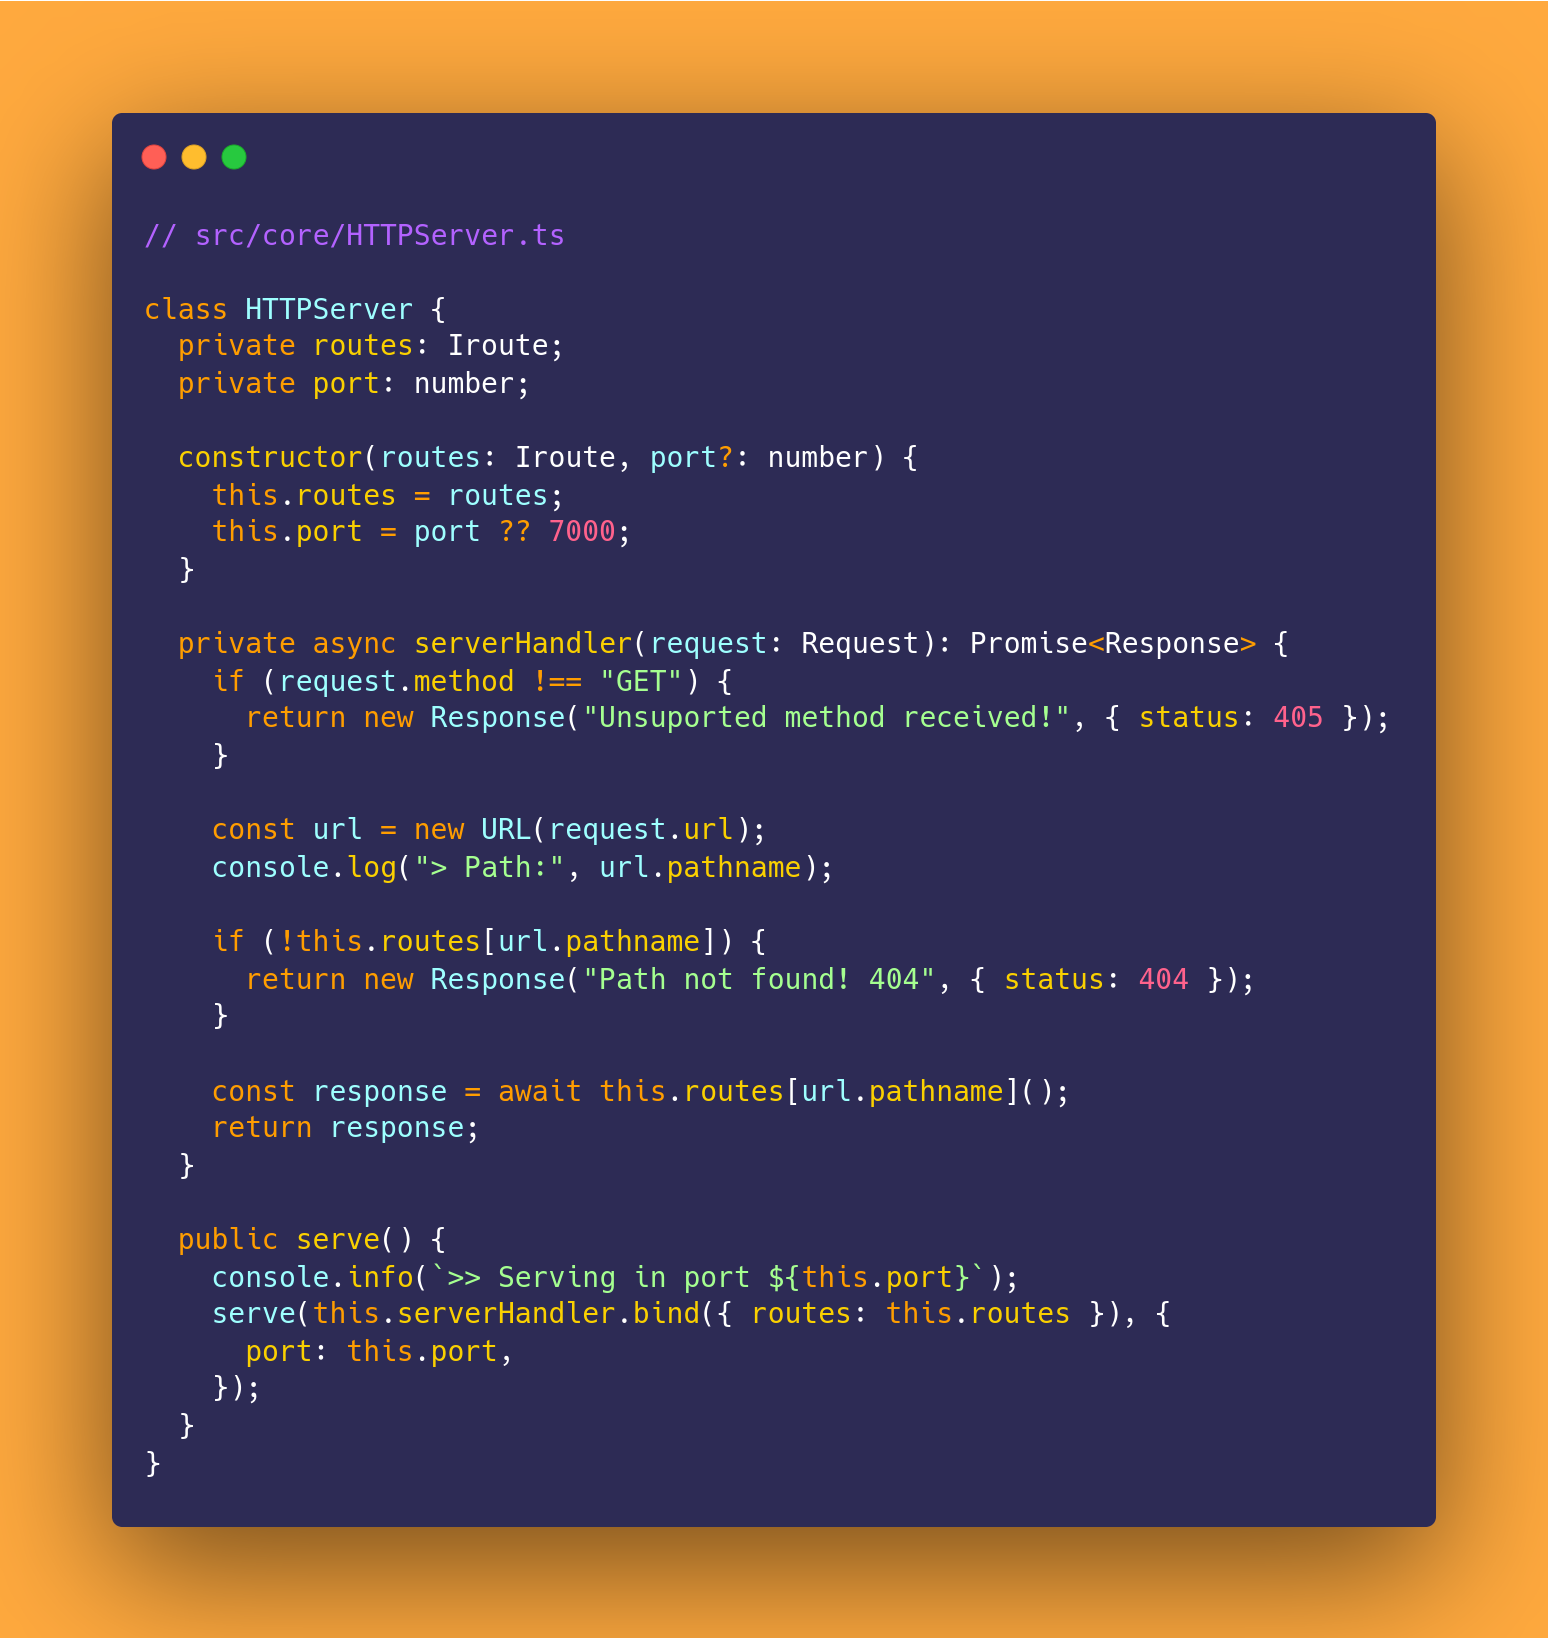 // src/core/HTTPServer.ts

class HTTPServer {
  private routes: Iroute;
  private port: number;

  constructor(routes: Iroute, port?: number) {
    this.routes = routes;
    this.port = port ?? 7000;
  }

  private async serverHandler(request: Request): Promise<Response> {
    if (request.method !== "GET") {
      return new Response("Unsuported method received!", { status: 405 });
    }

    const url = new URL(request.url);
    console.log("> Path:", url.pathname);

    if (!this.routes[url.pathname]) {
      return new Response("Path not found! 404", { status: 404 });
    }

    const response = await this.routes[url.pathname]();
    return response;
  }

  public serve() {
    console.info(`>> Serving in port ${this.port}`);
    serve(this.serverHandler.bind({ routes: this.routes }), {
      port: this.port,
    });
  }
}